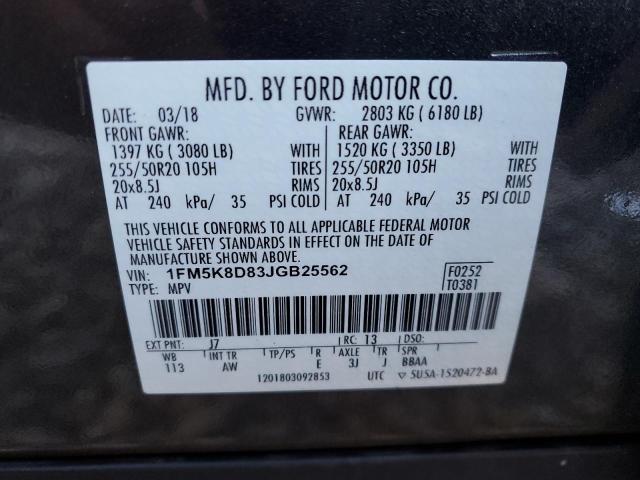 MFD. BY FORD MOTOR CO.
DATE: 03/18 GVWR: 2803 KG ( 6180 LB)
FRONT GAWR: REAR GAWR:
1397 KG ( 3080 LB) WITH 1520 KG ( 3350 LB) WITH
255/50R20 105H TIRES 255/50R20 105H TIRES
20x8.5J RIMS 20x8.5J RIMS
AT 240 kPa/ 35 PSI COLD AT 240 kPa/ 35 PSI COLD
THIS VEHICLE CONFORMS TO ALL APPLICABLE FEDERAL MOTOR
VEHICLE SAFETY STANDARDS IN EFFECT ON THE DATE OF
MANUFACTURE SHOWN ABOVE.
VIN: 1FM5K8D83JGB25562 F0252
TYPE: MPV T0381
EXT PNT: J7 RC: 13 DSO:
WB INT TR TP/PS R AXLE TR SPR
113 AW E 3J J BBAA
1201803092853 UTC 5U5A-1520472-BA